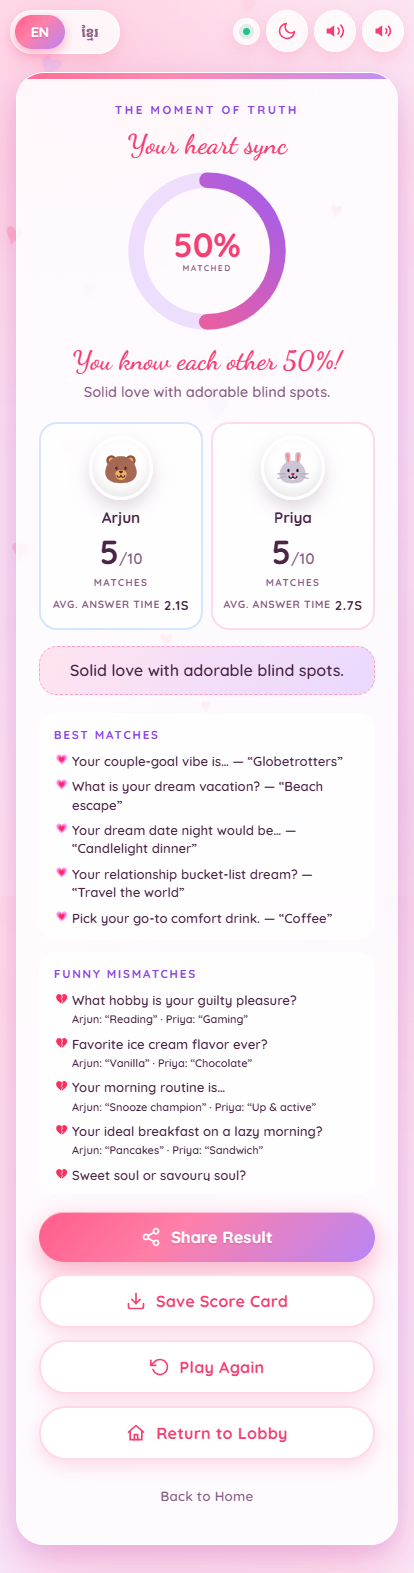 EN
ខ្មែរ
THE MOMENT OF TRUTH
Your heart sync
50%
MATCHED
You know each other 50%!
Solid love with adorable blind spots.
Arjun
5/10
MATCHES
AVG. ANSWER TIME 2.1S
Priya
5/10
MATCHES
AVG. ANSWER TIME 2.7S
Solid love with adorable blind spots.
BEST MATCHES
Your couple-goal vibe is… — “Globetrotters”
What is your dream vacation? — “Beach
escape”
Your dream date night would be… —
“Candlelight dinner”
Your relationship bucket-list dream? —
“Travel the world”
Pick your go-to comfort drink. — “Coffee”
FUNNY MISMATCHES
What hobby is your guilty pleasure?
Arjun: “Reading” · Priya: “Gaming”
Favorite ice cream flavor ever?
Arjun: “Vanilla” · Priya: “Chocolate”
Your morning routine is…
Arjun: “Snooze champion” · Priya: “Up & active”
Your ideal breakfast on a lazy morning?
Arjun: “Pancakes” · Priya: “Sandwich”
Sweet soul or savoury soul?
Share Result
Save Score Card
Play Again
Return to Lobby
Back to Home